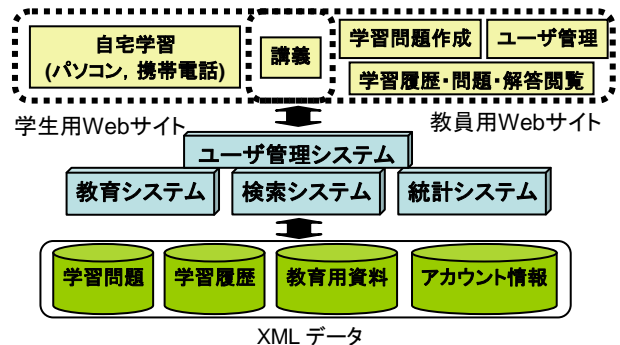 自宅学習
(パソコン, 携帯電話)
講義
学習問題作成
ユーザ管理
学習履歴・問題・解答閲覧
学生用Webサイト
教員用Webサイト
ユーザ管理システム
教育システム
検索システム
統計システム
学習問題
学習履歴
教育用資料
アカウント情報
XML データ